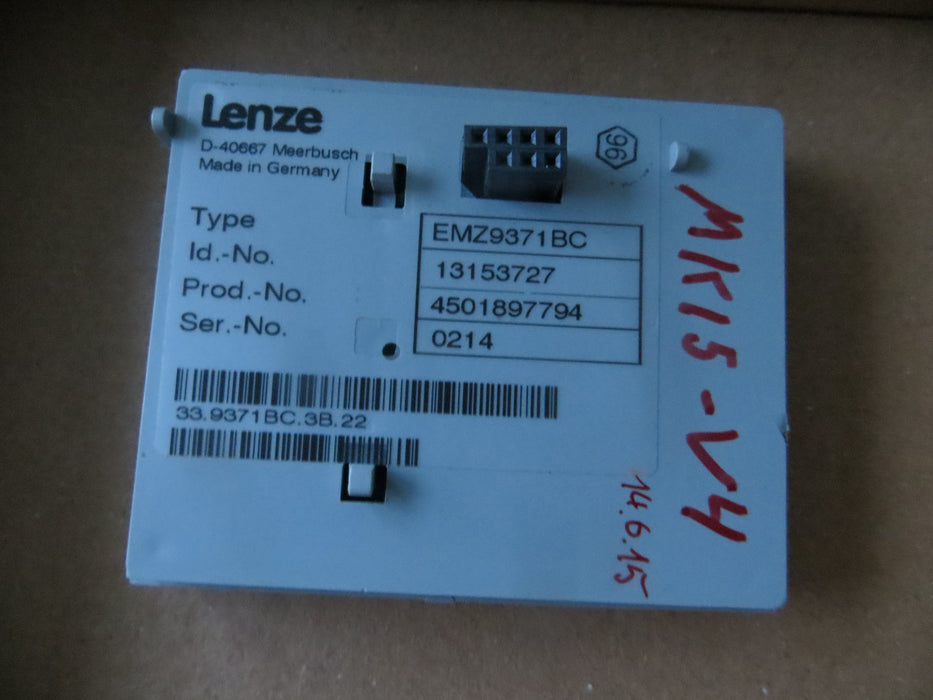 Lenze
D-40667 Meerbusch
Made in Germany
96
Type EMZ9371BC
Id.-No. 13153727
Prod.-No. 4501897794
Ser.-No. 0214
33.9371BC.3B.22
MK15-V4
14.6.15